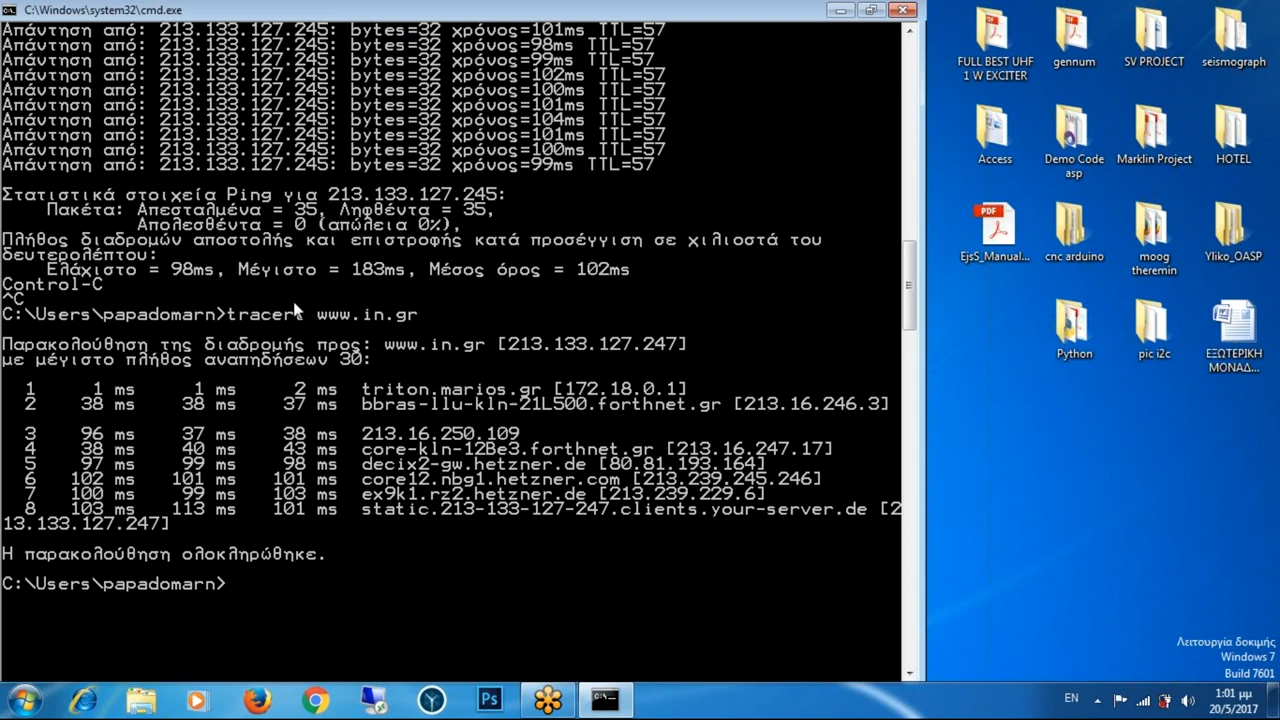 C:\Windows\system32\cmd.exe
Απάντηση από: 213.133.127.245: bytes=32 χρόνος=101ms TTL=57
Απάντηση από: 213.133.127.245: bytes=32 χρόνος=98ms TTL=57
Απάντηση από: 213.133.127.245: bytes=32 χρόνος=99ms TTL=57
Απάντηση από: 213.133.127.245: bytes=32 χρόνος=102ms TTL=57
Απάντηση από: 213.133.127.245: bytes=32 χρόνος=100ms TTL=57
Απάντηση από: 213.133.127.245: bytes=32 χρόνος=101ms TTL=57
Απάντηση από: 213.133.127.245: bytes=32 χρόνος=104ms TTL=57
Απάντηση από: 213.133.127.245: bytes=32 χρόνος=101ms TTL=57
Απάντηση από: 213.133.127.245: bytes=32 χρόνος=100ms TTL=57
Απάντηση από: 213.133.127.245: bytes=32 χρόνος=99ms TTL=57
Στατιστικά στοιχεία Ping για 213.133.127.245:
Πακέτα: Απεσταλμένα = 35, Ληφθέντα = 35,
Απολεσθέντα = 0 (απώλεια 0%),
Πλήθος διαδρομών αποστολής και επιστροφής κατά προσέγγιση σε χιλιοστά του
δευτερολέπτου:
Ελάχιστο = 98ms, Μέγιστο = 183ms, Μέσος όρος = 102ms
Control-C
^C
C:\Users\papadomarn>tracert www.in.gr
Παρακολούθηση της διαδρομής προς: www.in.gr [213.133.127.247]
με μέγιστο πλήθος αναπηδήσεων 30:
1 1 ms 1 ms 2 ms triton.marios.gr [172.18.0.1]
2 38 ms 38 ms 37 ms bbras-llu-kln-21L500.forthnet.gr [213.16.246.3]
3 96 ms 37 ms 38 ms 213.16.250.109
4 38 ms 40 ms 43 ms core-kln-12Be3.forthnet.gr [213.16.247.17]
5 97 ms 99 ms 98 ms decix2-gw.hetzner.de [80.81.193.164]
6 102 ms 101 ms 101 ms core12.nbg1.hetzner.com [213.239.245.246]
7 100 ms 99 ms 103 ms ex9k1.rz2.hetzner.de [213.239.229.6]
8 103 ms 113 ms 101 ms static.213-133-127-247.clients.your-server.de [2
13.133.127.247]
Η παρακολούθηση ολοκληρώθηκε.
C:\Users\papadomarn>
FULL BEST UHF
1 W EXCITER
gennum
SV PROJECT
seismograph
Access
Demo Code
asp
Marklin Project
HOTEL
PDF
EjsS_Manual...
cnc arduino
moog
theremin
Yliko_OASP
Python
pic i2c
ΕΞΩΤΕΡΙΚΗ
ΜΟΝΑΔ...
Λειτουργία δοκιμής
Windows 7
Build 7601
Ps
C:\
EN
1:01 μμ
20/5/2017